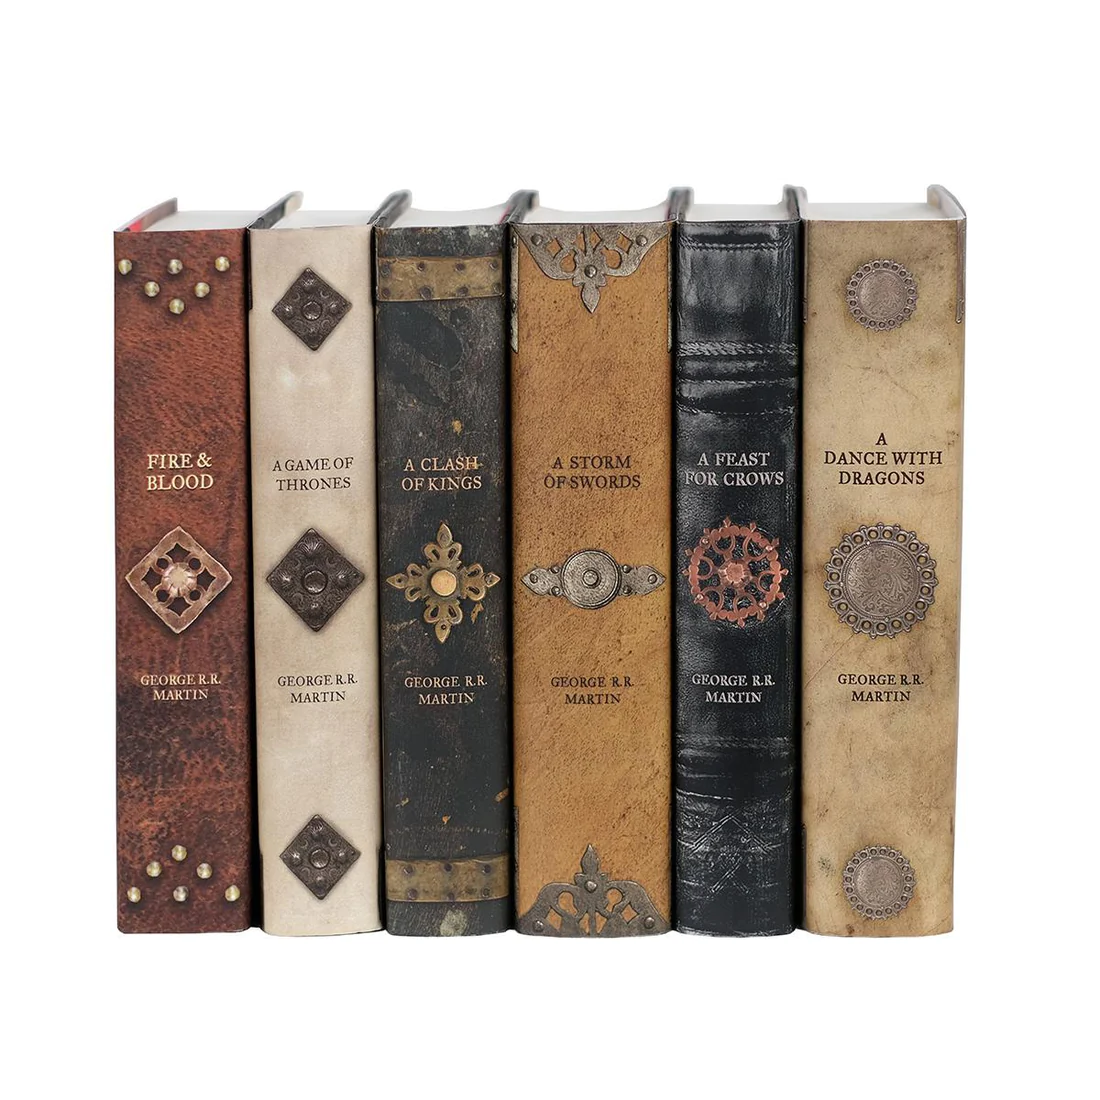 FIRE &
BLOOD
GEORGE R.R.
MARTIN
A GAME OF
THRONES
GEORGE R.R.
MARTIN
A CLASH
OF KINGS
GEORGE R.R.
MARTIN
A STORM
OF SWORDS
GEORGE R.R.
MARTIN
A FEAST
FOR CROWS
GEORGE R.R.
MARTIN
A
DANCE WITH
DRAGONS
GEORGE R.R.
MARTIN